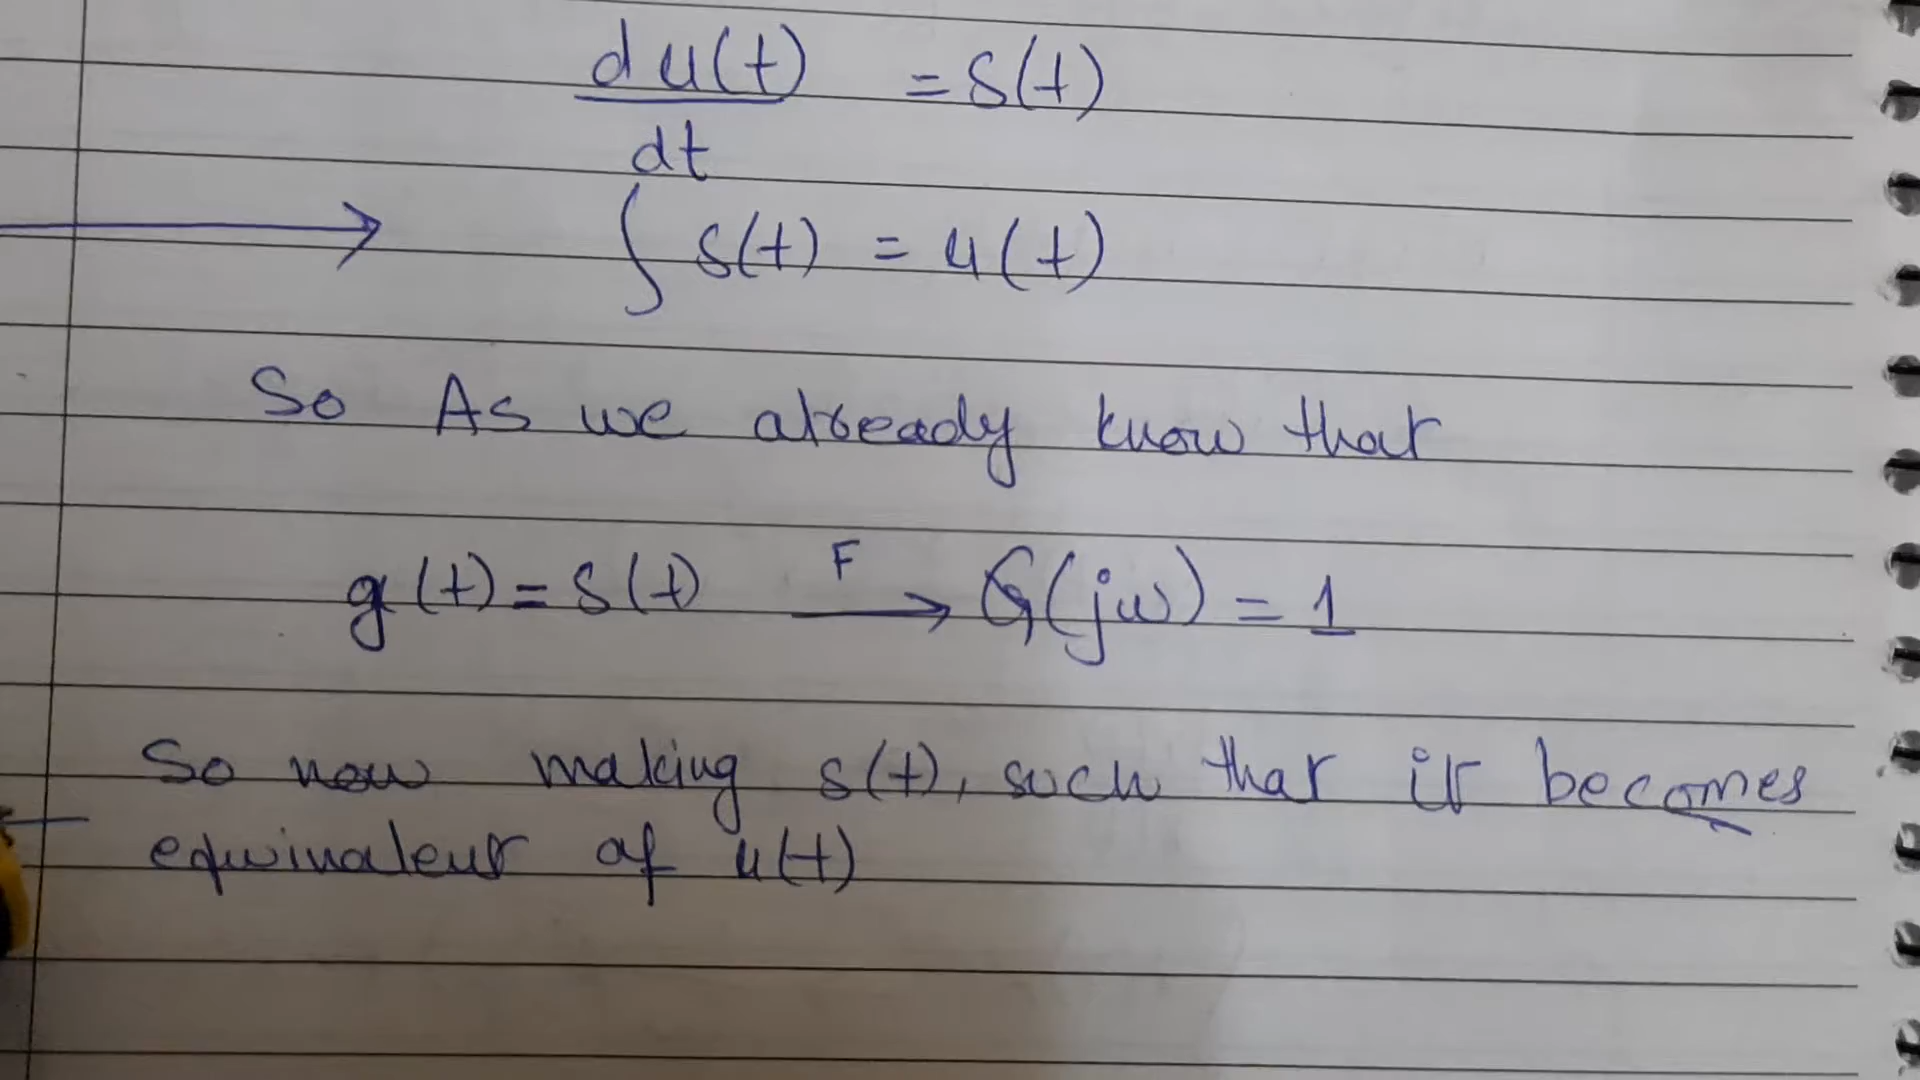 du(t) = δ(t)
dt
∫ δ(t) = u(t)
So As we already know that
g(t) = δ(t) F → G(jω) = 1
So now making δ(t), such that it becomes
equivalent of u(t)